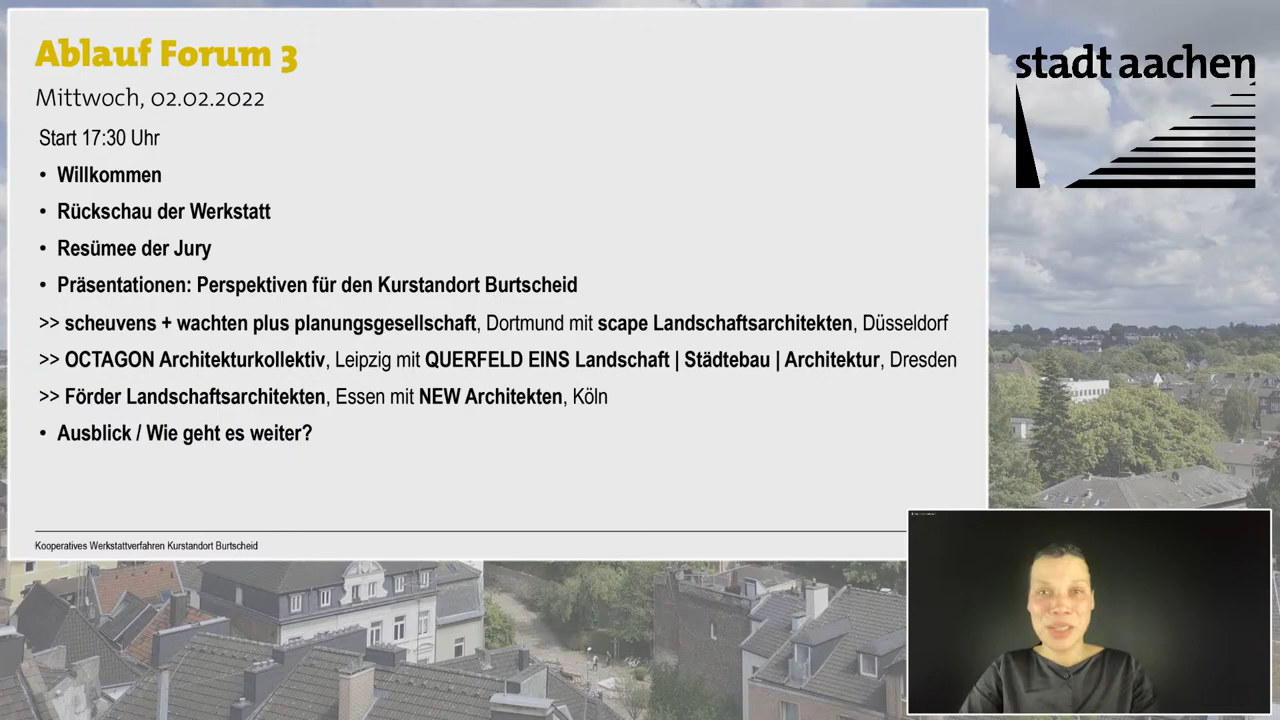 Ablauf Forum 3
Mittwoch, 02.02.2022
Start 17:30 Uhr
• Willkommen
• Rückschau der Werkstatt
• Resümee der Jury
• Präsentationen: Perspektiven für den Kurstandort Burtscheid
>> scheuvens + wachten plus planungsgesellschaft, Dortmund mit scape Landschaftsarchitekten, Düsseldorf
>> OCTAGON Architekturkollektiv, Leipzig mit QUERFELD EINS Landschaft | Städtebau | Architektur, Dresden
>> Förder Landschaftsarchitekten, Essen mit NEW Architekten, Köln
• Ausblick / Wie geht es weiter?
Kooperatives Werkstattverfahren Kurstandort Burtscheid
stadt aachen